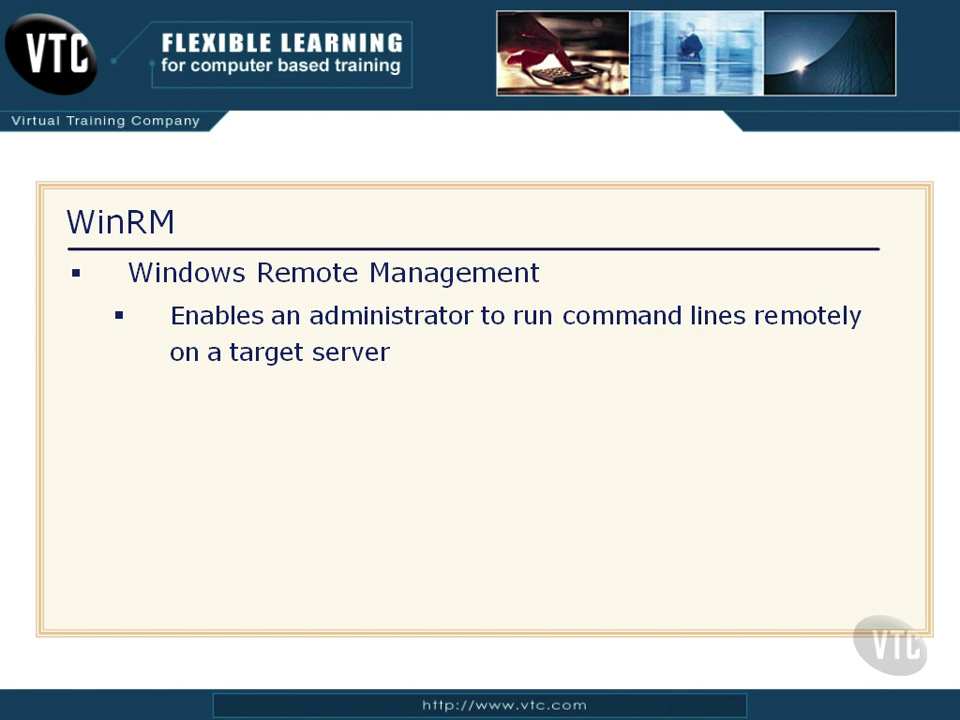 VTC
FLEXIBLE LEARNING
for computer based training
Virtual Training Company
WinRM
▪ Windows Remote Management
▪ Enables an administrator to run command lines remotely
on a target server
VTC
http://www.vtc.com